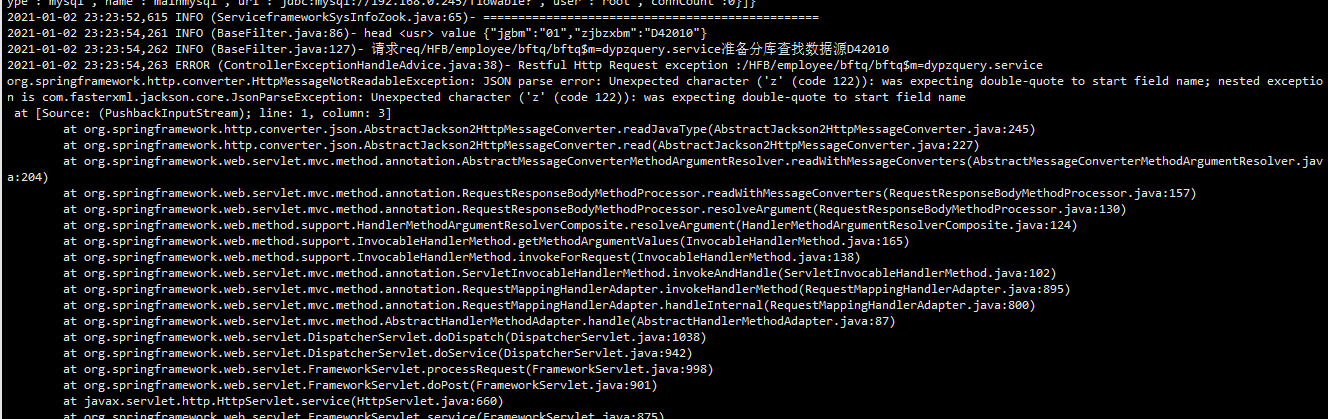 ype":"mysql","name":"mainmysql","url":"jdbc:mysql://192.168.0.245/flowable?","user":"root","connCount":0}]}
2021-01-02 23:23:52,615 INFO (ServiceframeworkSysInfoZook.java:65)- ================================================
2021-01-02 23:23:54,261 INFO (BaseFilter.java:86)- head <usr> value {"jgbm":"01","zjbzxbm":"D42010"}
2021-01-02 23:23:54,262 INFO (BaseFilter.java:127)- 请求req/HFB/employee/bftq/bftq$m=dypzquery.service准备分库查找数据源D42010
2021-01-02 23:23:54,263 ERROR (ControllerExceptionHandleAdvice.java:38)- Restful Http Request exception :/HFB/employee/bftq/bftq$m=dypzquery.service
org.springframework.http.converter.HttpMessageNotReadableException: JSON parse error: Unexpected character ('z' (code 122)): was expecting double-quote to start field name; nested exceptio
n is com.fasterxml.jackson.core.JsonParseException: Unexpected character ('z' (code 122)): was expecting double-quote to start field name
at [Source: (PushbackInputStream); line: 1, column: 3]
at org.springframework.http.converter.json.AbstractJackson2HttpMessageConverter.readJavaType(AbstractJackson2HttpMessageConverter.java:245)
at org.springframework.http.converter.json.AbstractJackson2HttpMessageConverter.read(AbstractJackson2HttpMessageConverter.java:227)
at org.springframework.web.servlet.mvc.method.annotation.AbstractMessageConverterMethodArgumentResolver.readWithMessageConverters(AbstractMessageConverterMethodArgumentResolver.jav
a:204)
at org.springframework.web.servlet.mvc.method.annotation.RequestResponseBodyMethodProcessor.readWithMessageConverters(RequestResponseBodyMethodProcessor.java:157)
at org.springframework.web.servlet.mvc.method.annotation.RequestResponseBodyMethodProcessor.resolveArgument(RequestResponseBodyMethodProcessor.java:130)
at org.springframework.web.method.support.HandlerMethodArgumentResolverComposite.resolveArgument(HandlerMethodArgumentResolverComposite.java:124)
at org.springframework.web.method.support.InvocableHandlerMethod.getMethodArgumentValues(InvocableHandlerMethod.java:165)
at org.springframework.web.method.support.InvocableHandlerMethod.invokeForRequest(InvocableHandlerMethod.java:138)
at org.springframework.web.servlet.mvc.method.annotation.ServletInvocableHandlerMethod.invokeAndHandle(ServletInvocableHandlerMethod.java:102)
at org.springframework.web.servlet.mvc.method.annotation.RequestMappingHandlerAdapter.invokeHandlerMethod(RequestMappingHandlerAdapter.java:895)
at org.springframework.web.servlet.mvc.method.annotation.RequestMappingHandlerAdapter.handleInternal(RequestMappingHandlerAdapter.java:800)
at org.springframework.web.servlet.mvc.method.AbstractHandlerMethodAdapter.handle(AbstractHandlerMethodAdapter.java:87)
at org.springframework.web.servlet.DispatcherServlet.doDispatch(DispatcherServlet.java:1038)
at org.springframework.web.servlet.DispatcherServlet.doService(DispatcherServlet.java:942)
at org.springframework.web.servlet.FrameworkServlet.processRequest(FrameworkServlet.java:998)
at org.springframework.web.servlet.FrameworkServlet.doPost(FrameworkServlet.java:901)
at javax.servlet.http.HttpServlet.service(HttpServlet.java:660)
at org.springframework.web.servlet.FrameworkServlet.service(FrameworkServlet.java:875)